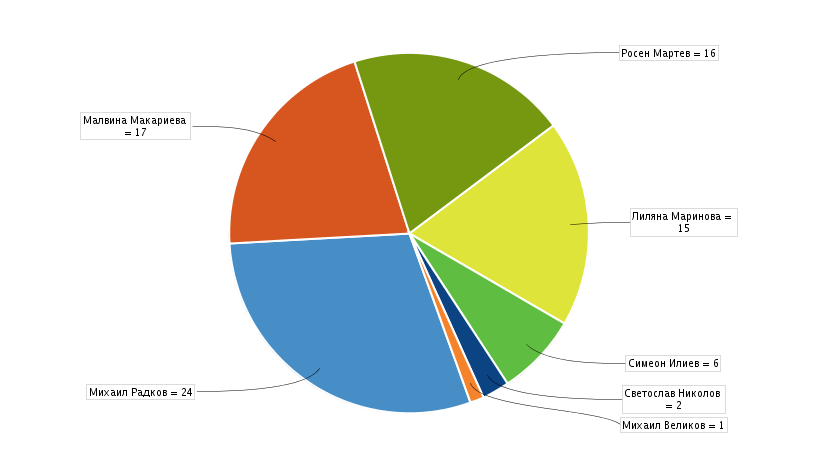 Росен Мартев = 16
Малвина Макариева
= 17
Лиляна Маринова =
15
Симеон Илиев = 6
Михаил Радков = 24
Светослав Николов
= 2
Михаил Великов = 1